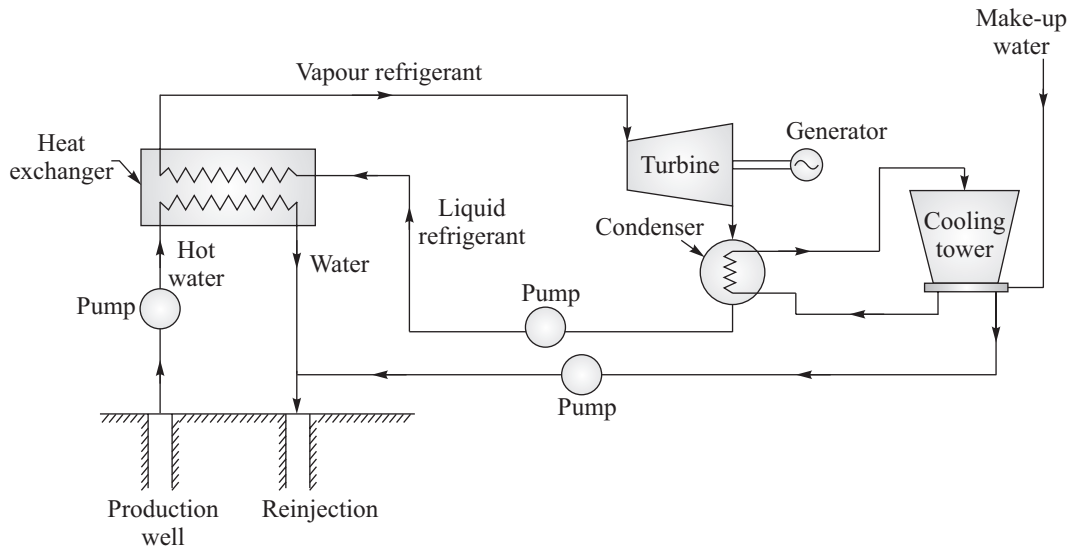 Make-up
water
Vapour refrigerant
Heat
exchanger
Turbine
Generator
Liquid
refrigerant
Condenser
Cooling
tower
Hot
water
Water
Pump
Pump
Pump
Production
well
Reinjection